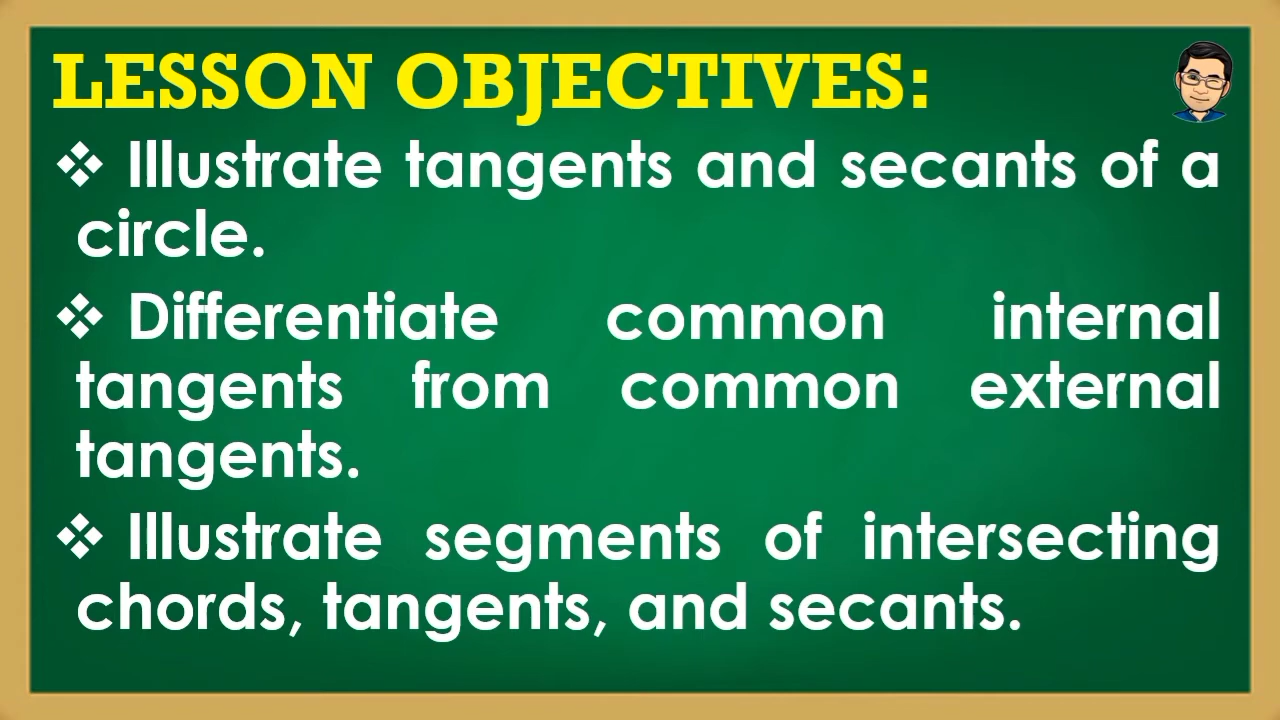 LESSON OBJECTIVES:
❖ Illustrate tangents and secants of a
circle.
❖ Differentiate common internal
tangents from common external
tangents.
❖ Illustrate segments of intersecting
chords, tangents, and secants.